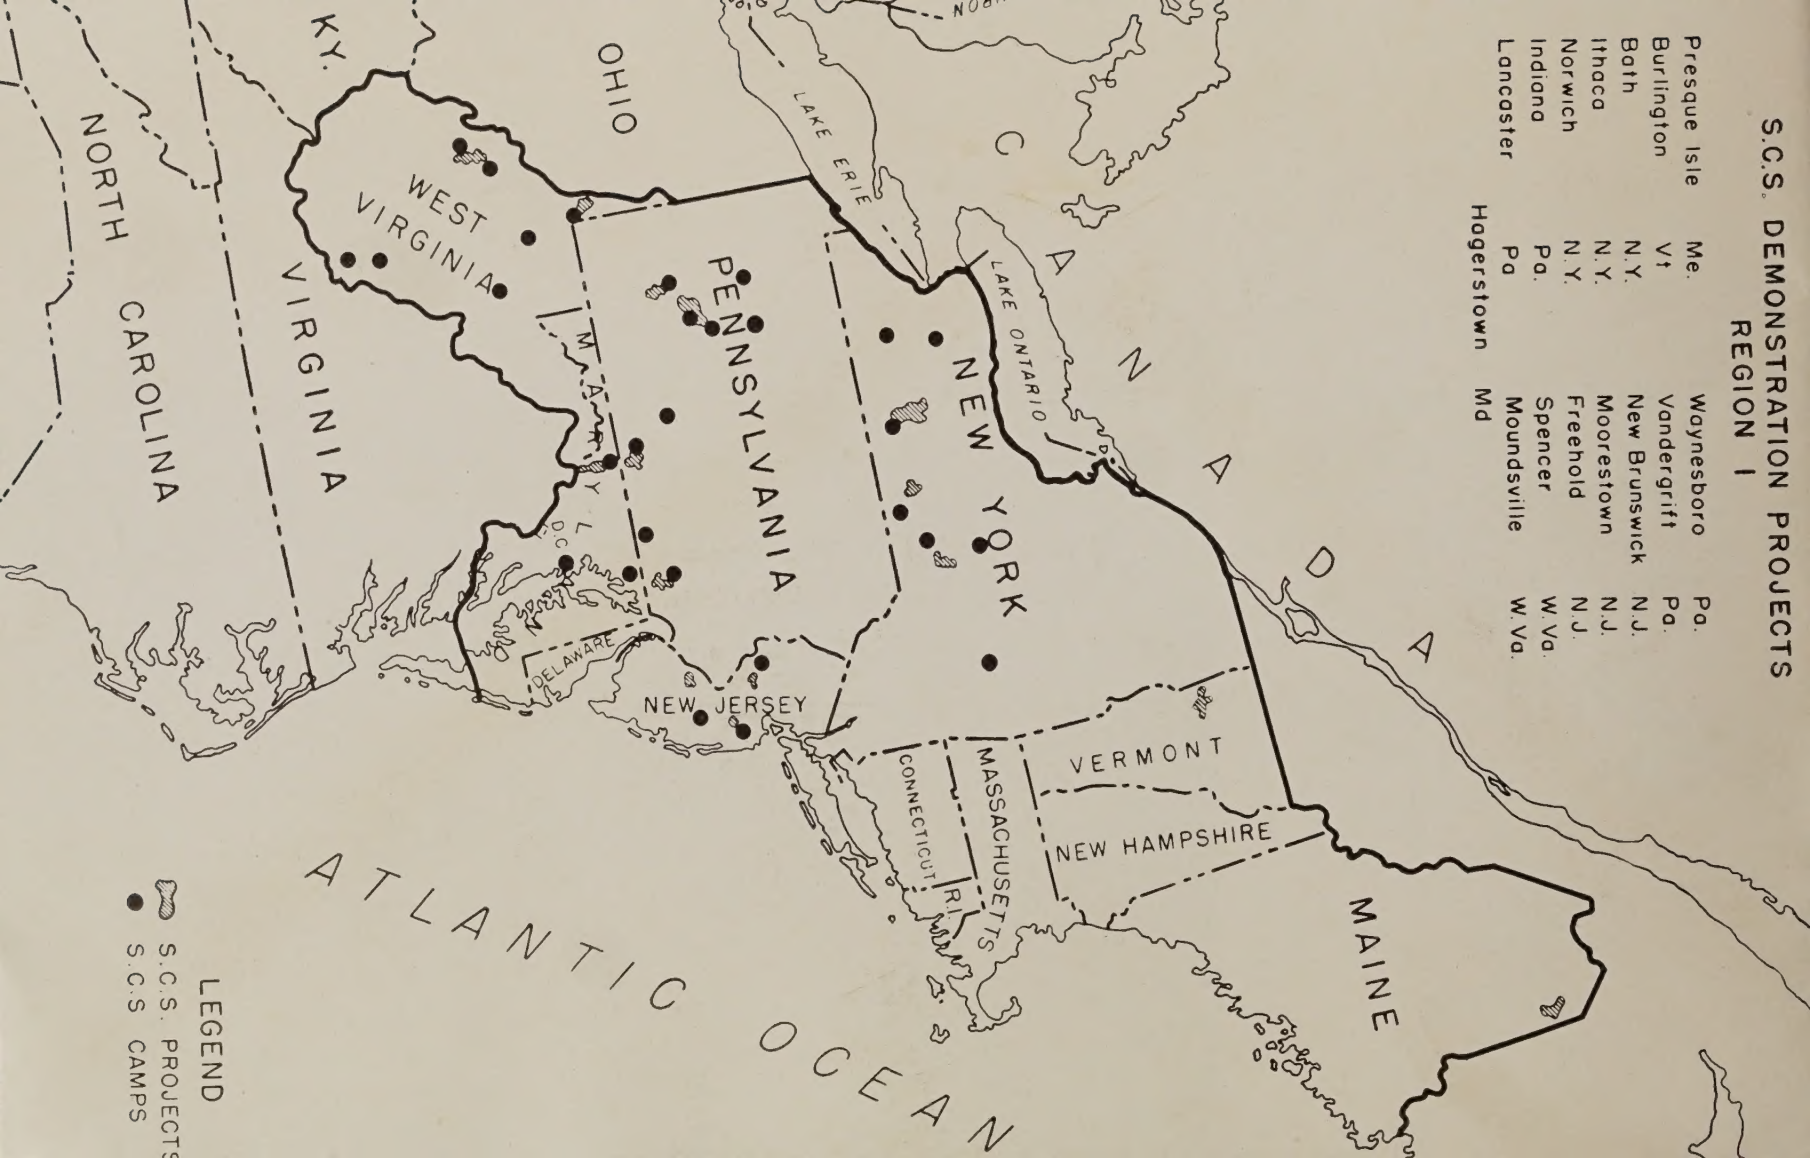 S.C.S. DEMONSTRATION PROJECTS
REGION I
Presque Isle Me.
Burlington Vt
Bath N.Y.
Ithaca N.Y.
Norwich N.Y.
Indiana Pa.
Lancaster Pa
Waynesboro Pa.
Vandergrift Pa.
New Brunswick N.J.
Moorestown N.J.
Freehold N.J.
Spencer W.Va.
Moundsville W.Va.
Hagerstown Md
CANADA
LAKE ERIE
LAKE ONTARIO
OHIO
KY.
WEST
VIRGINIA
VIRGINIA
NORTH CAROLINA
PENNSYLVANIA
NEW YORK
MARYLAND
D.C.
DELAWARE
NEW JERSEY
CONNECTICUT
R.I.
MASSACHUSETTS
VERMONT
NEW HAMPSHIRE
MAINE
ATLANTIC OCEAN
LEGEND
S.C.S. PROJECTS
S.C.S CAMPS